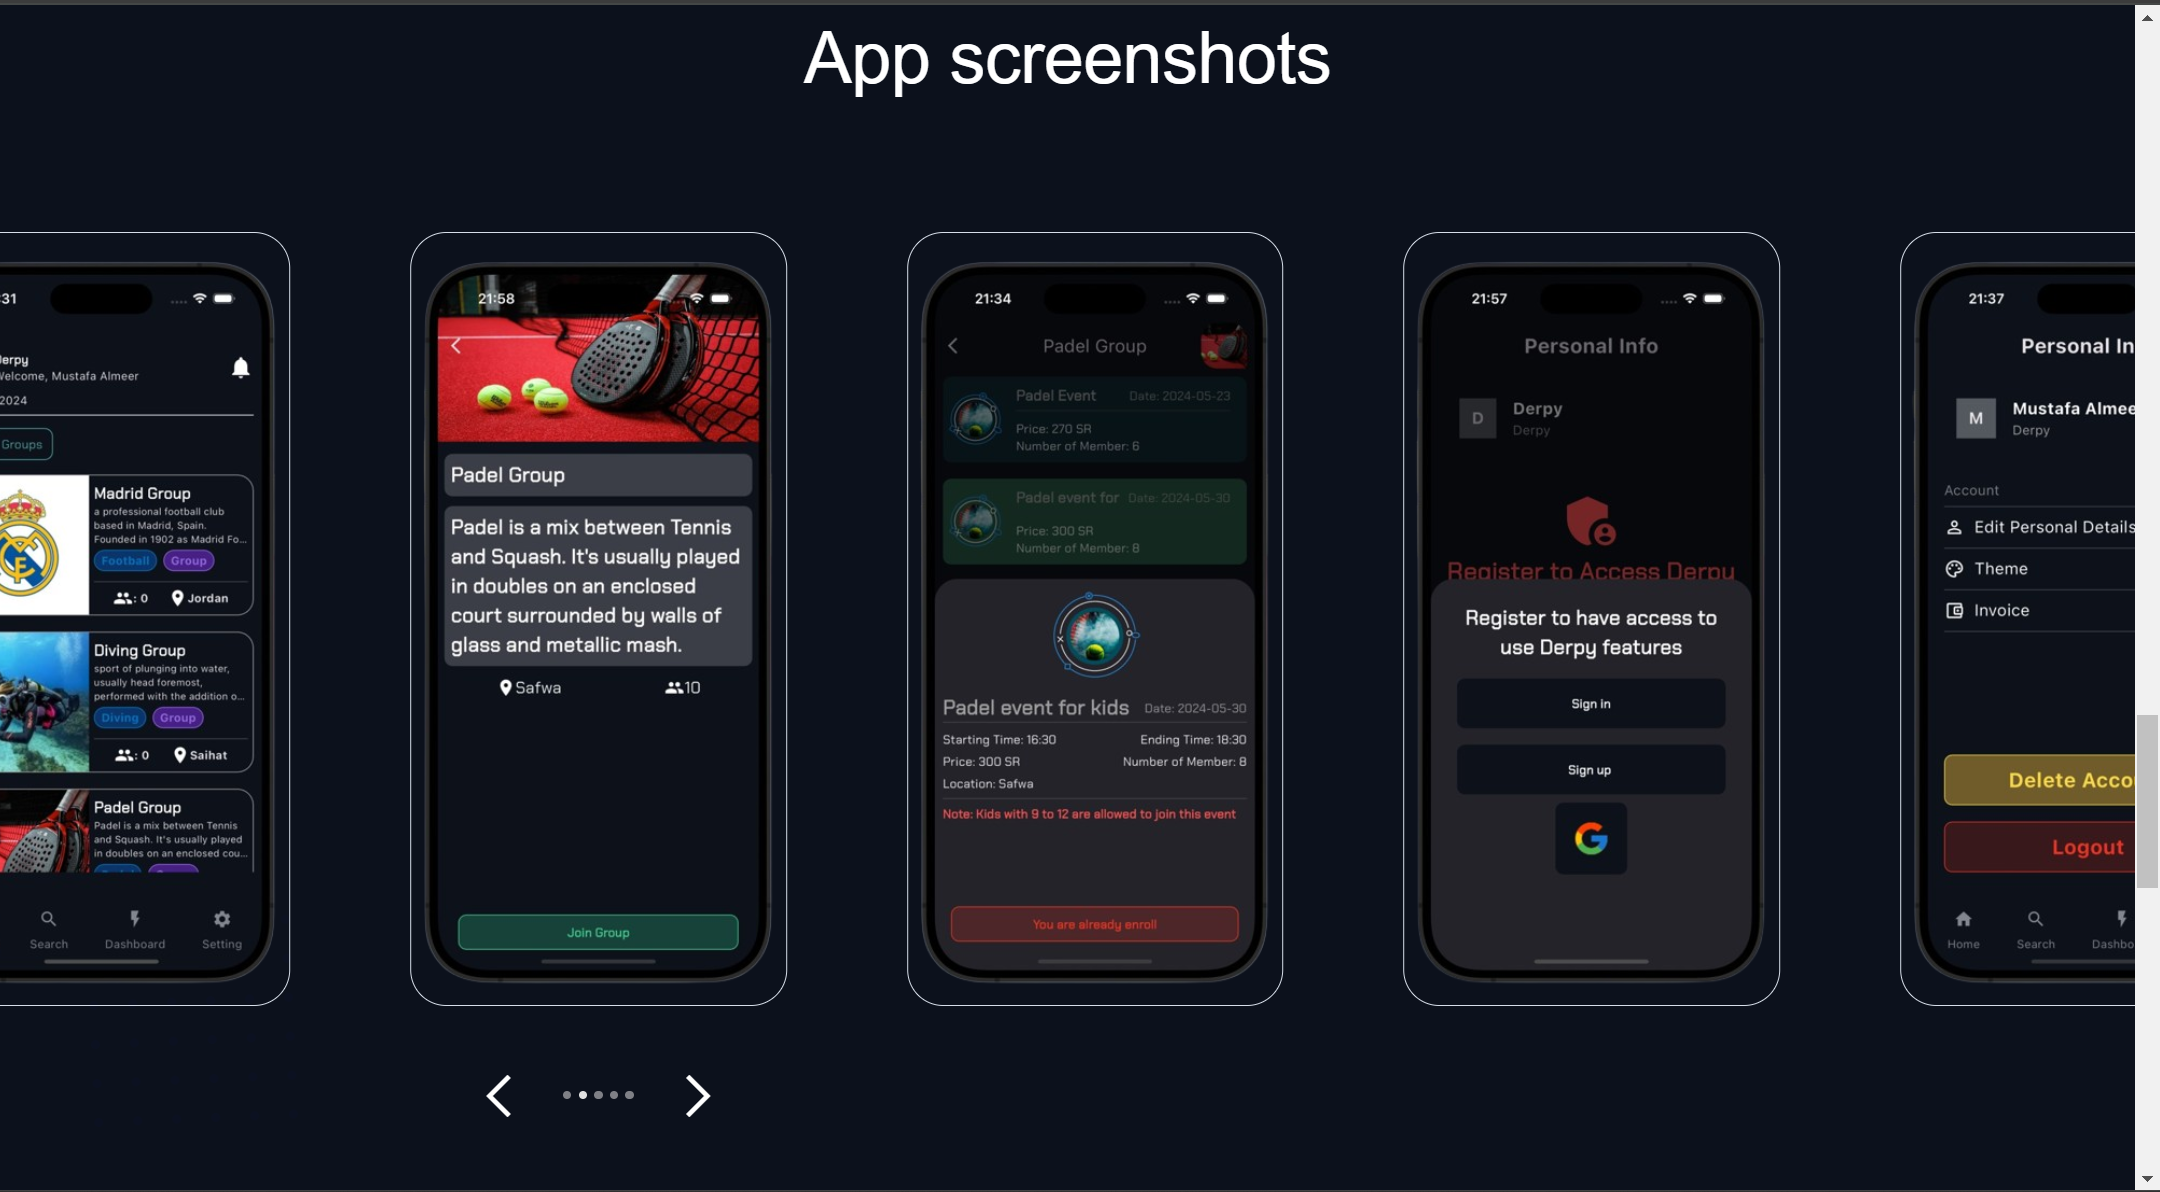 App screenshots
:31
Derpy
Welcome, Mustafa Almeer
2024
Groups
Madrid Group
a professional football club
based in Madrid, Spain.
Founded in 1902 as Madrid Fo...
Football Group
: 0 Jordan
Diving Group
sport of plunging into water,
usually head foremost,
performed with the addition o...
Diving Group
: 0 Saihat
Padel Group
Padel is a mix between Tennis
and Squash. It's usually played
in doubles on an enclosed cou...
Search Dashboard Setting
21:58
Padel Group
Padel is a mix between Tennis
and Squash. It's usually played
in doubles on an enclosed
court surrounded by walls of
glass and metallic mash.
Safwa 10
Join Group
21:34
Padel Group
Padel Event Date: 2024-05-23
Price: 270 SR
Number of Member: 6
Padel event for Date: 2024-05-30
Price: 300 SR
Number of Member: 8
Padel event for kids Date: 2024-05-30
Starting Time: 16:30 Ending Time: 18:30
Price: 300 SR Number of Member: 8
Location: Safwa
Note: Kids with 9 to 12 are allowed to join this event
You are already enroll
21:57
Personal Info
D Derpy
Derpy
Register to Access Derpy
Register to have access to
use Derpy features
Sign in
Sign up
21:37
Personal In
M Mustafa Almee
Derpy
Account
Edit Personal Details
Theme
Invoice
Delete Acco
Logout
Home Search Dashbo